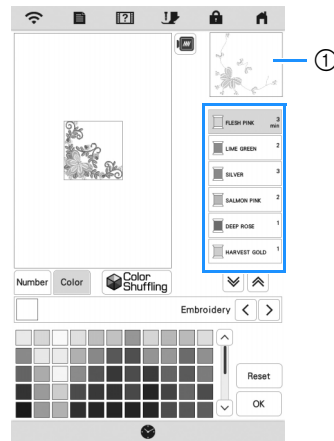 ①
FLESH PINK 3 min
LIME GREEN 2
SILVER 3
SALMON PINK 2
DEEP ROSE 1
HARVEST GOLD 1
Number Color Color Shuffling
Embroidery
Reset
OK